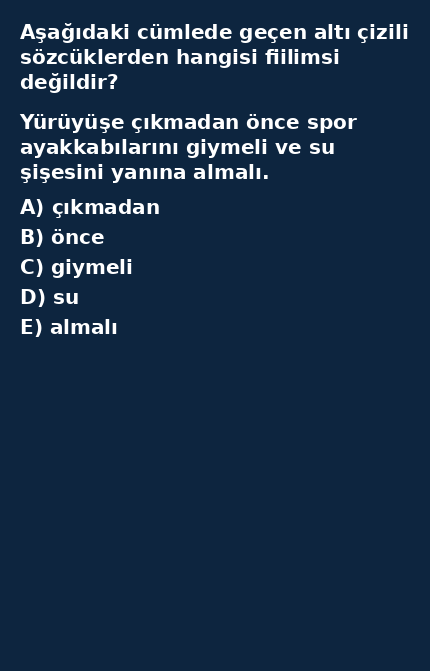 Aşağıdaki cümlede geçen altı çizili
sözcüklerden hangisi fiilimsi
değildir?
Yürüyüşe çıkmadan önce spor
ayakkabılarını giymeli ve su
şişesini yanına almalı.
A) çıkmadan
B) önce
C) giymeli
D) su
E) almalı